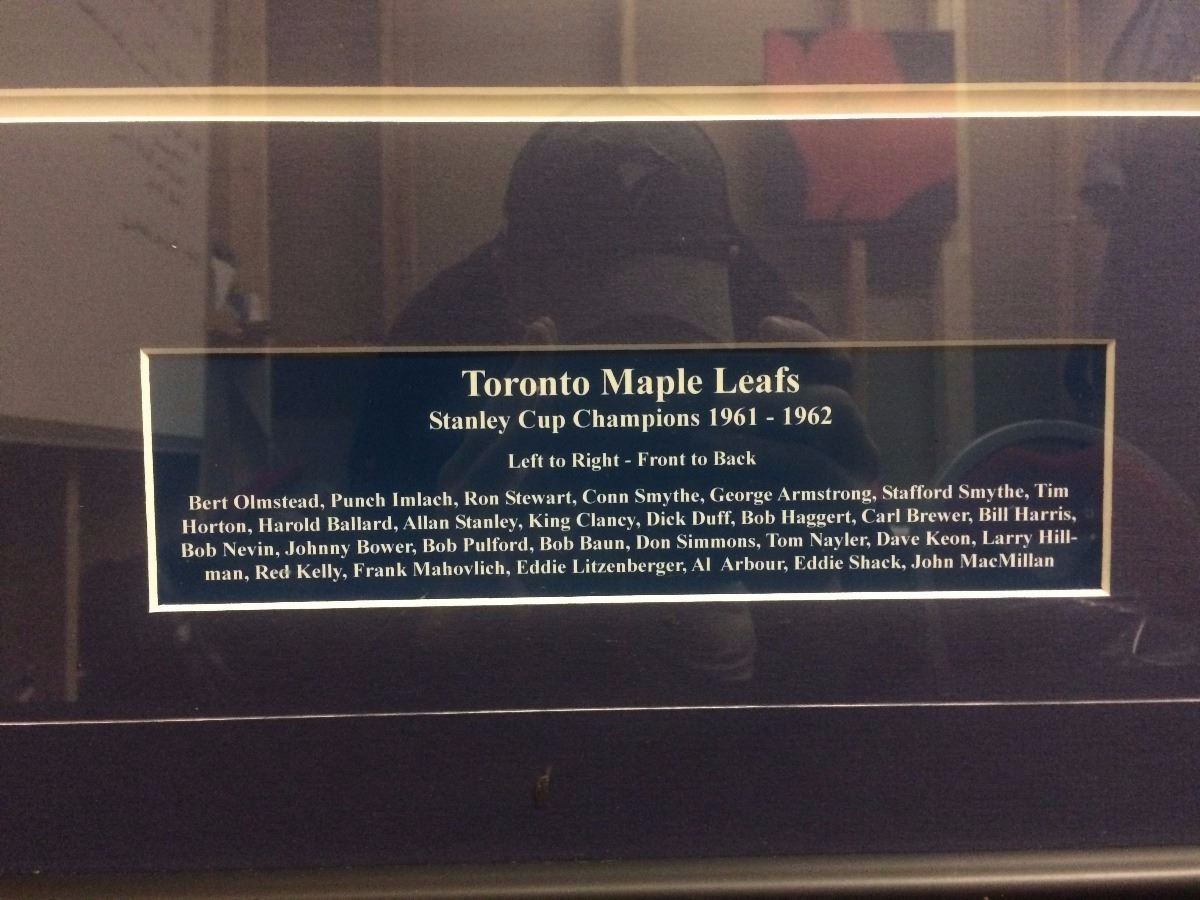 Toronto Maple Leafs
Stanley Cup Champions 1961 - 1962
Left to Right - Front to Back
Bert Olmstead, Punch Imlach, Ron Stewart, Conn Smythe, George Armstrong, Stafford Smythe, Tim
Horton, Harold Ballard, Allan Stanley, King Clancy, Dick Duff, Bob Haggert, Carl Brewer, Bill Harris,
Bob Nevin, Johnny Bower, Bob Pulford, Bob Baun, Don Simmons, Tom Nayler, Dave Keon, Larry Hill-
man, Red Kelly, Frank Mahovlich, Eddie Litzenberger, Al Arbour, Eddie Shack, John MacMillan